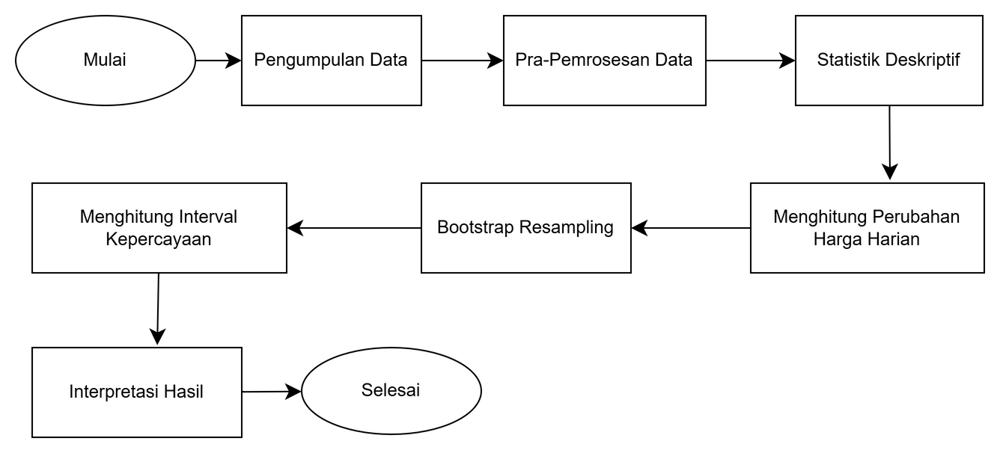 Mulai
Pengumpulan Data
Pra-Pemrosesan Data
Statistik Deskriptif
Menghitung Perubahan
Harga Harian
Bootstrap Resampling
Menghitung Interval
Kepercayaan
Interpretasi Hasil
Selesai